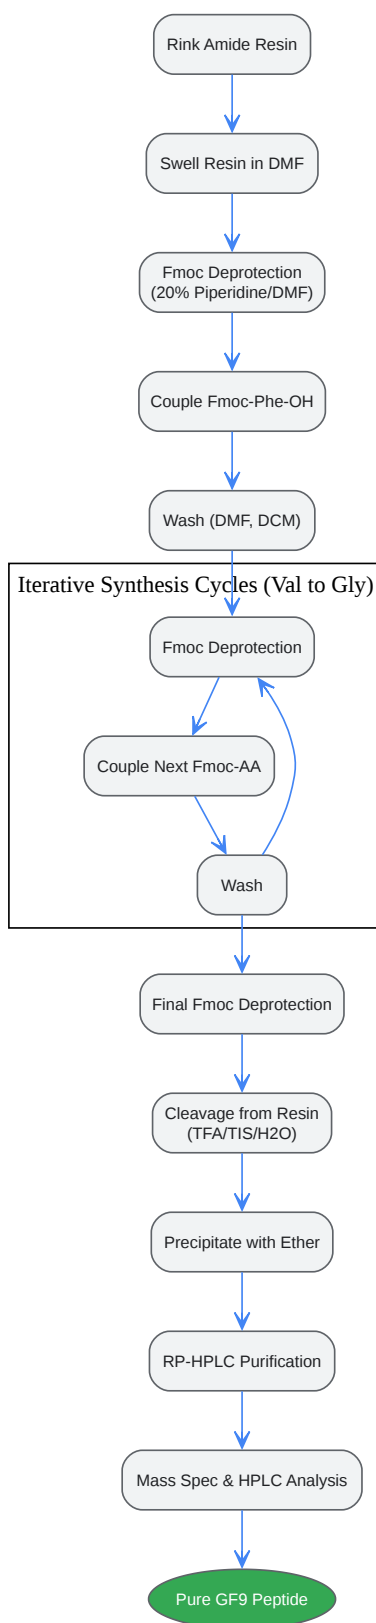 Rink Amide Resin
Swell Resin in DMF
Fmoc Deprotection
(20% Piperidine/DMF)
Couple Fmoc-Phe-OH
Wash (DMF, DCM)
Iterative Synthesis Cycles (Val to Gly)
Fmoc Deprotection
Couple Next Fmoc-AA
Wash
Final Fmoc Deprotection
Cleavage from Resin
(TFA/TIS/H2O)
Precipitate with Ether
RP-HPLC Purification
Mass Spec & HPLC Analysis
Pure GF9 Peptide